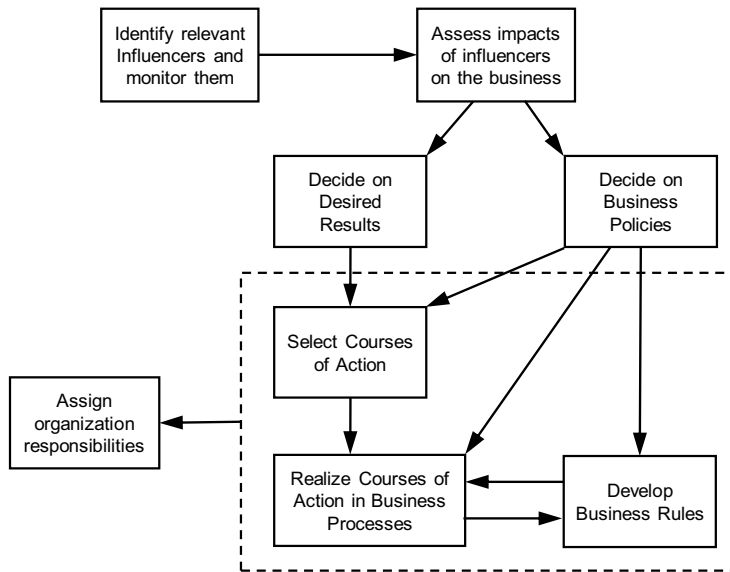 Identify relevant
Influencers and
monitor them
Assess impacts
of influencers
on the business
Decide on
Desired
Results
Decide on
Business
Policies
Select Courses
of Action
Assign
organization
responsibilities
Realize Courses of
Action in Business
Processes
Develop
Business Rules